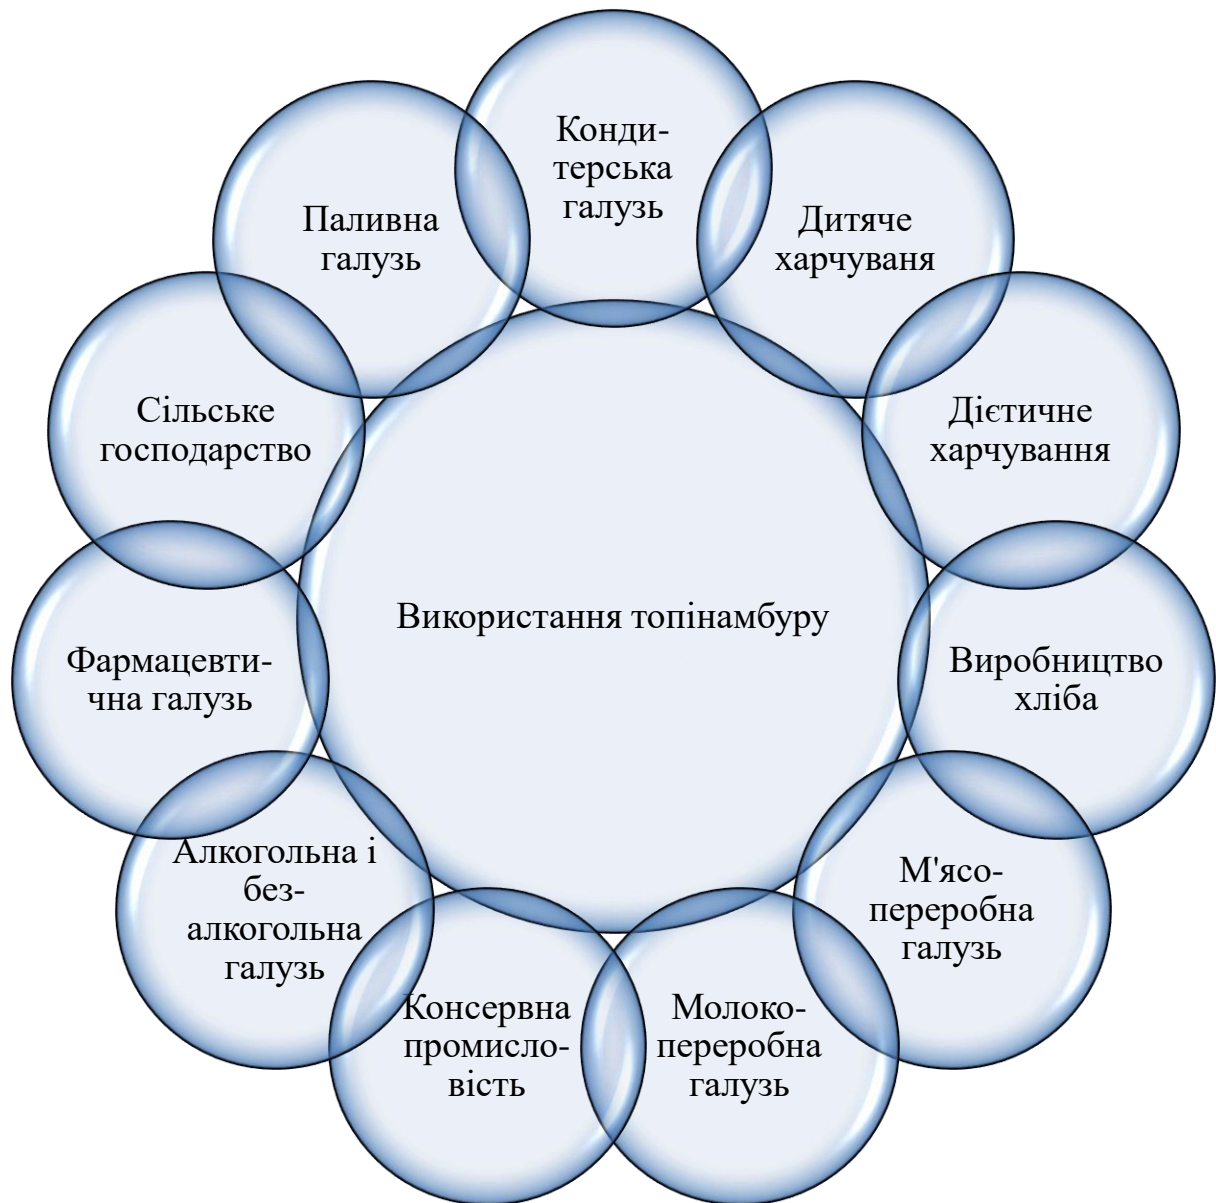 Конди-
терська
галузь
Дитяче
харчуваня
Дієтичне
харчування
Виробництво
хліба
М'ясо-
переробна
галузь
Молоко-
переробна
галузь
Консервна
промисло-
вість
Алкогольна і
без-
алкогольна
галузь
Фармацевти-
чна галузь
Сільське
господарство
Паливна
галузь
Використання топінамбуру